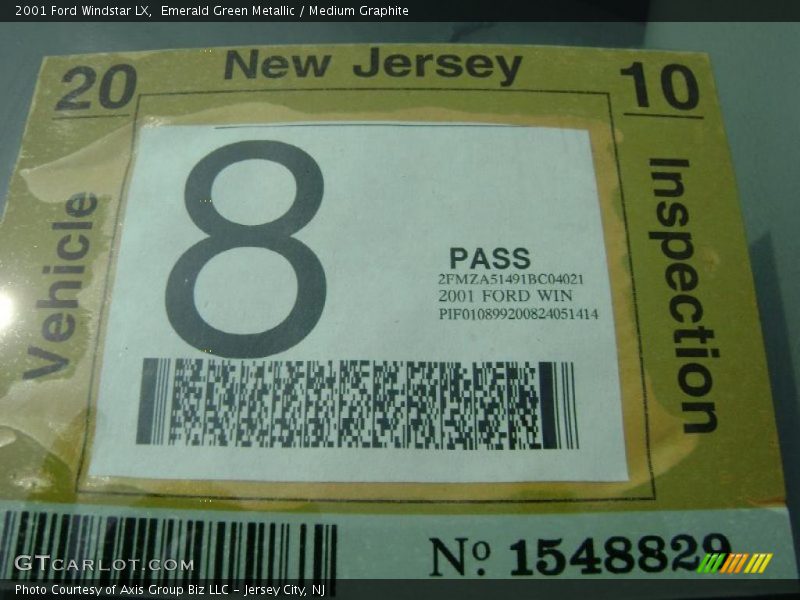 2001 Ford Windstar LX, Emerald Green Metallic / Medium Graphite
20 New Jersey 10
Vehicle
Inspection
8
PASS
2FMZA51491BC04021
2001 FORD WIN
PIF010899200824051414
Nº. 1548829
GTCARLOT.COM
Photo Courtesy of Axis Group Biz LLC - Jersey City, NJ